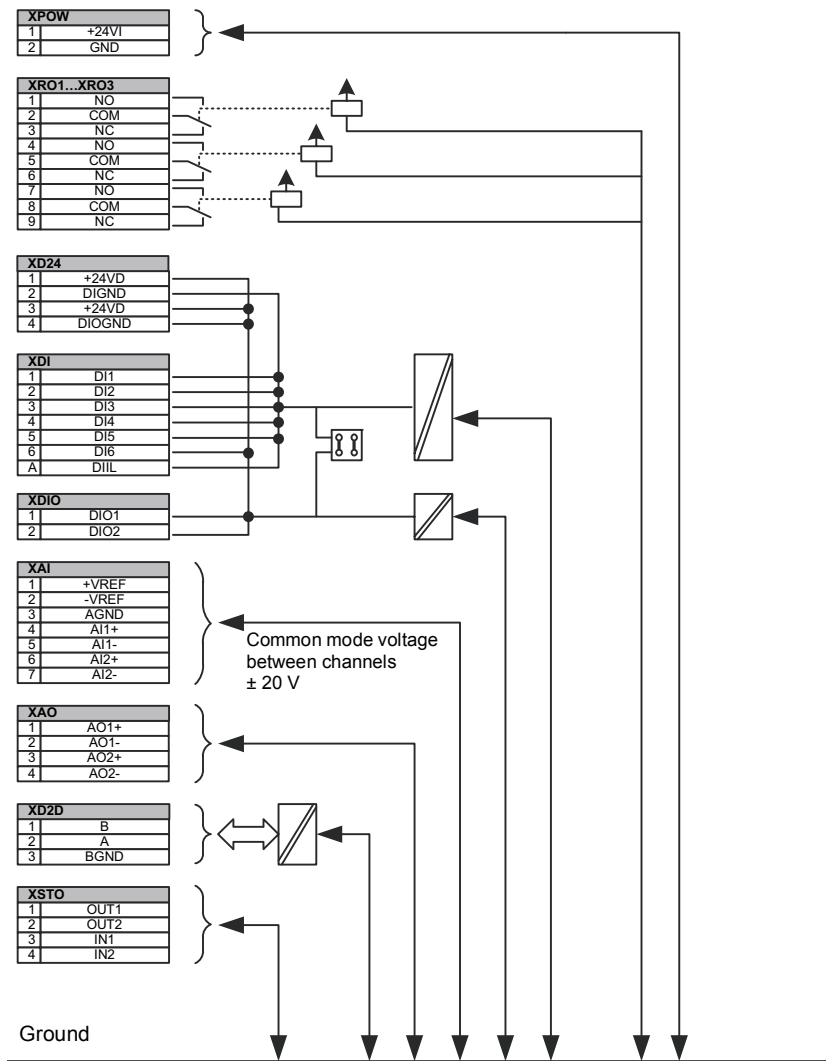 XPOW
1 +24VI
2 GND
XRO1…XRO3
1 NO
2 COM
3 NC
4 NO
5 COM
6 NC
7 NO
8 COM
9 NC
XD24
1 +24VD
2 DIGND
3 +24VD
4 DIOGND
XDI
1 DI1
2 DI2
3 DI3
4 DI4
5 DI5
6 DI6
A DIIL
XDIO
1 DIO1
2 DIO2
XAI
1 +VREF
2 -VREF
3 AGND
4 AI1+
5 AI1-
6 AI2+
7 AI2-
Common mode voltage
between channels
± 20 V
XAO
1 AO1+
2 AO1-
3 AO2+
4 AO2-
XD2D
1 B
2 A
3 BGND
XSTO
1 OUT1
2 OUT2
3 IN1
4 IN2
Ground